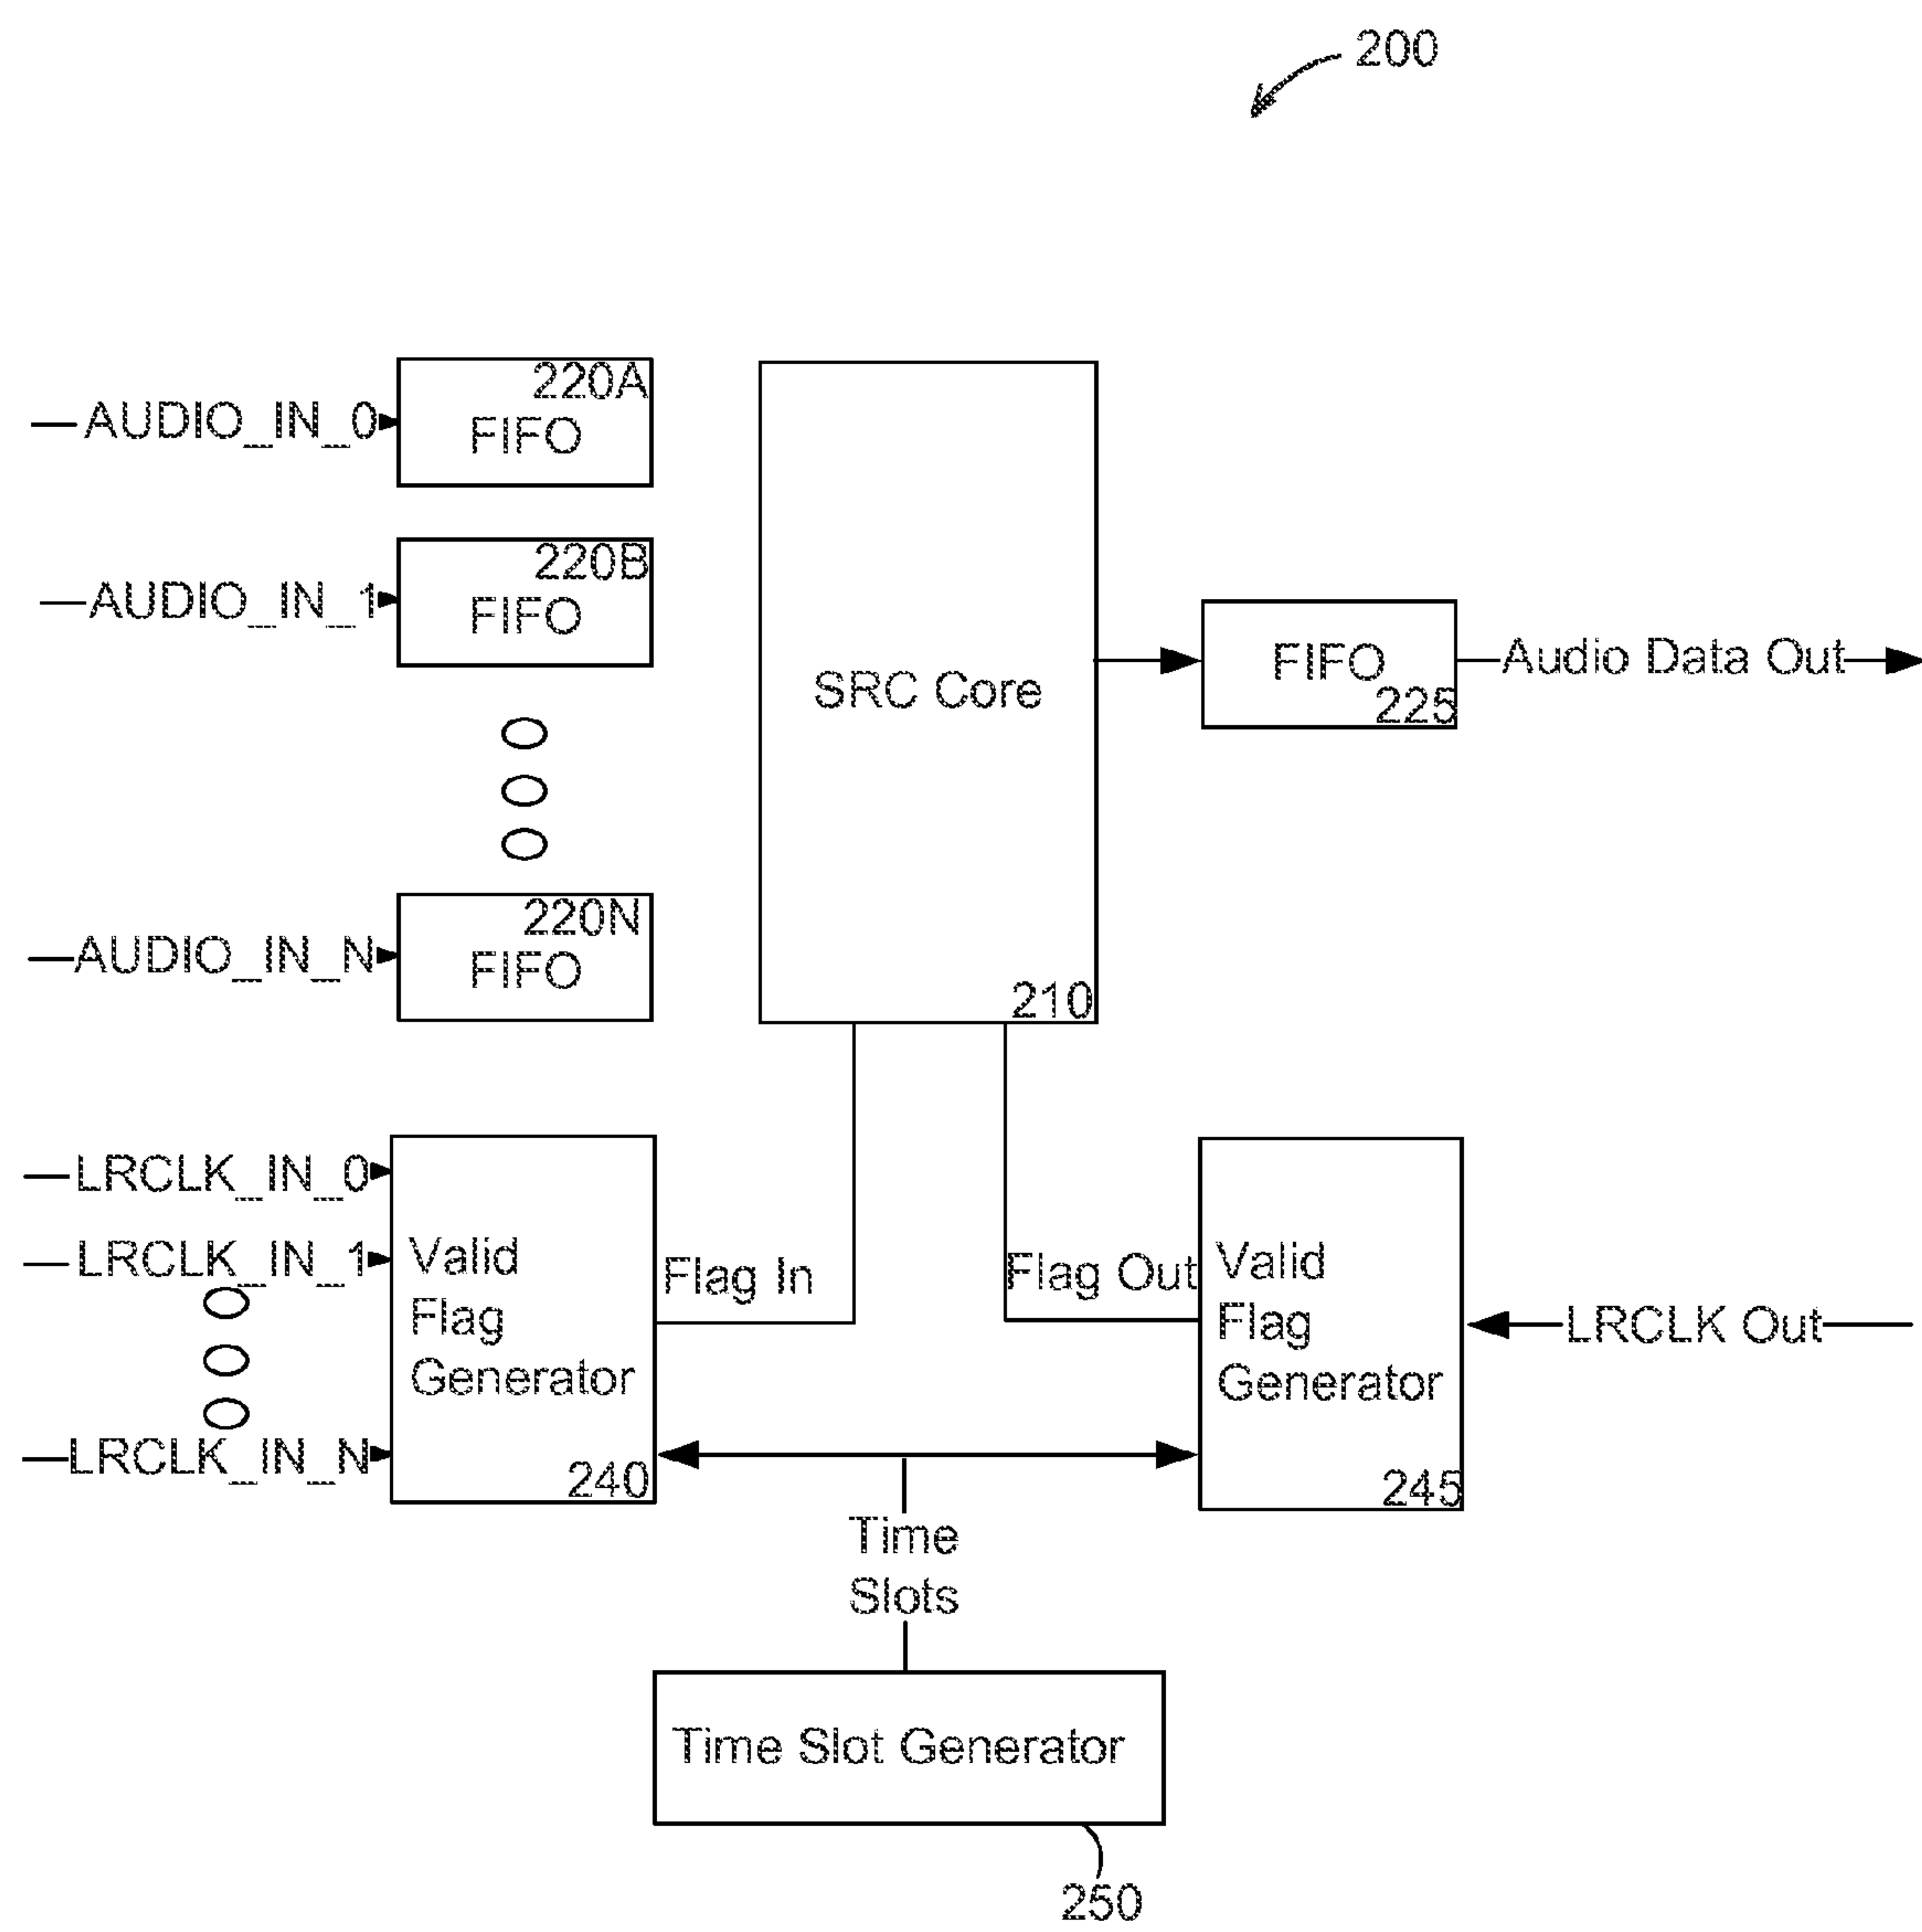 200
AUDIO_IN_0
220A
FIFO
AUDIO_IN_1
220B
FIFO
AUDIO_IN_N
220N
FIFO
SRC Core
210
FIFO
225
Audio Data Out
LRCLK_IN_0
LRCLK_IN_1
LRCLK_IN_N
Valid
Flag
Generator
240
Flag In
Flag Out
Valid
Flag
Generator
245
LRCLK Out
Time
Slots
Time Slot Generator
250